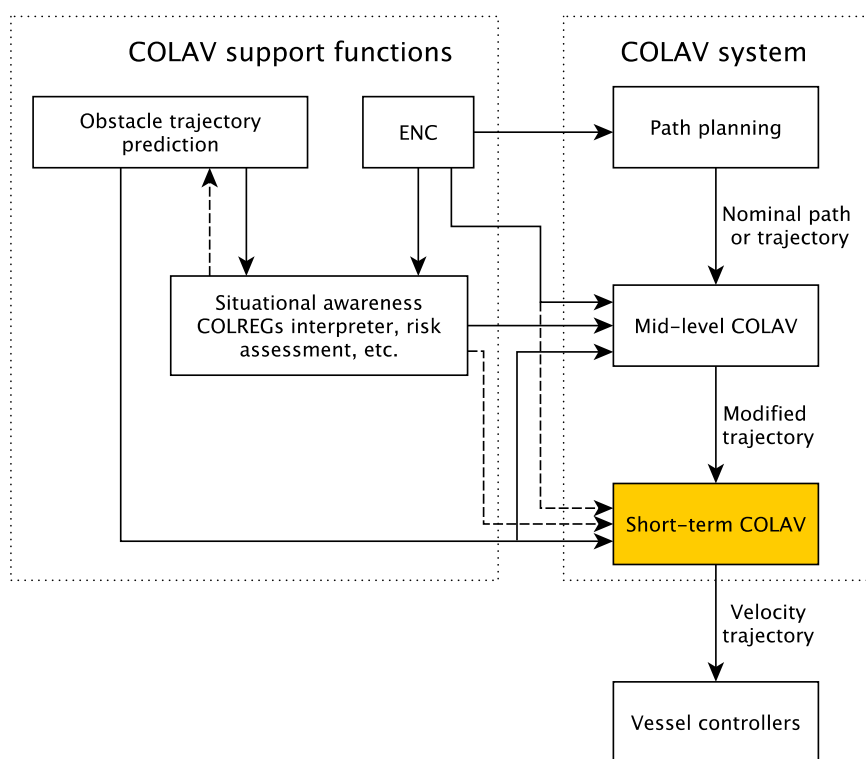 COLAV support functions
COLAV system
Obstacle trajectory
prediction
ENC
Path planning
Nominal path
or trajectory
Situational awareness
COLREGs interpreter, risk
assessment, etc.
Mid-level COLAV
Modified
trajectory
Short-term COLAV
Velocity
trajectory
Vessel controllers